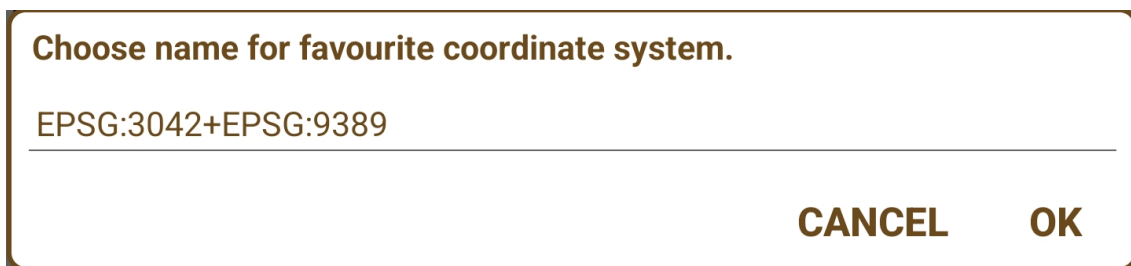 Choose name for favourite coordinate system.
EPSG:3042+EPSG:9389
CANCEL OK